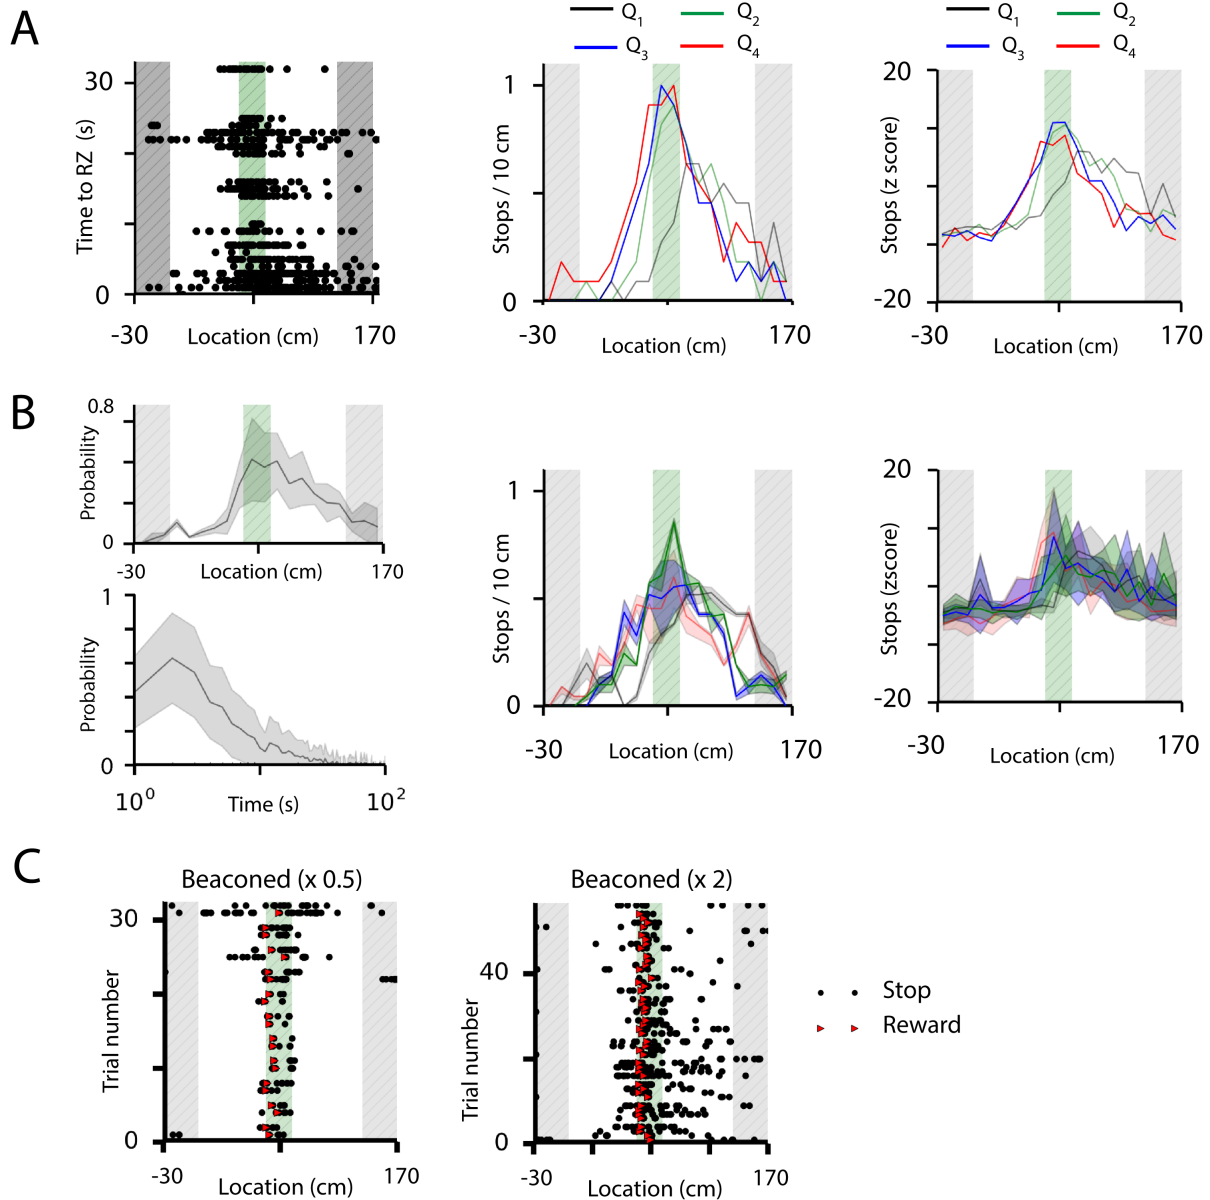 A
Q1 Q2
Q3 Q4
Q1 Q2
Q3 Q4
Time to RZ (s)
30
0
-30 Location (cm) 170
Stops / 10 cm
1
0
-30 Location (cm) 170
Stops (z score)
20
-20
-30 Location (cm) 170
B
Probability
0.8
0
-30 Location (cm) 170
Probability
1
0
10^0 Time (s) 10^2
Stops / 10 cm
1
0
-30 Location (cm) 170
Stops (zscore)
20
-20
-30 Location (cm) 170
C
Beaconed (x 0.5)
Trial number
30
0
-30 Location (cm) 170
Beaconed (x 2)
Trial number
40
0
-30 Location (cm) 170
Stop
Reward